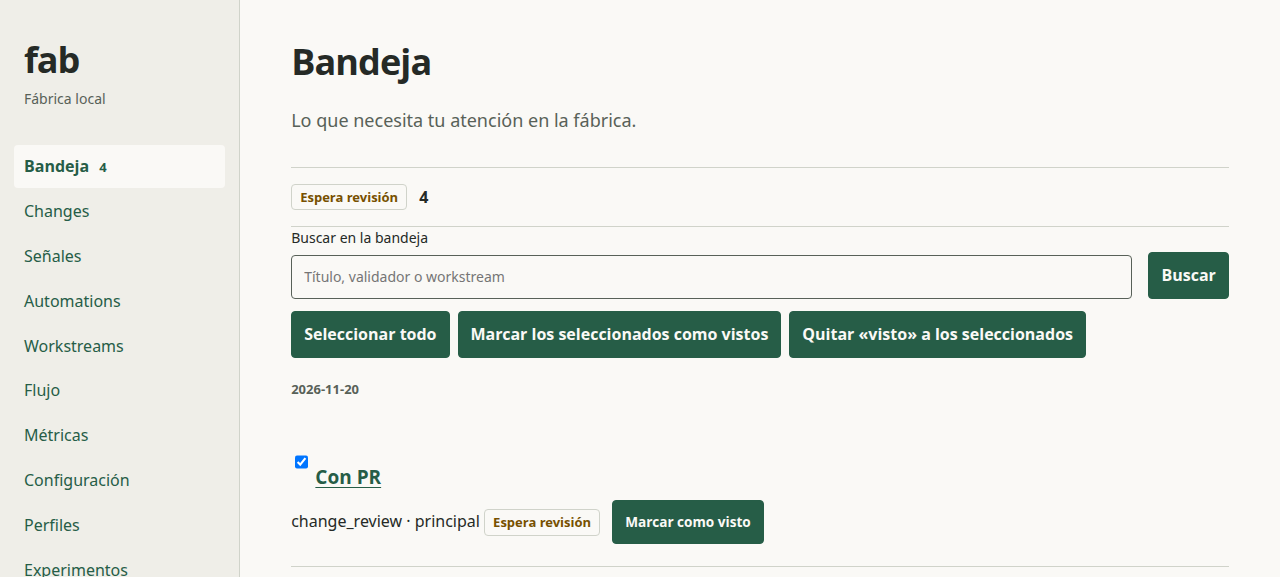 fab
Fábrica local
Bandeja 4
Changes
Señales
Automations
Workstreams
Flujo
Métricas
Configuración
Perfiles
Experimentos
Bandeja
Lo que necesita tu atención en la fábrica.
Espera revisión 4
Buscar en la bandeja
Título, validador o workstream
Buscar
Seleccionar todo
Marcar los seleccionados como vistos
Quitar «visto» a los seleccionados
2026-11-20
Con PR
change_review · principal Espera revisión Marcar como visto